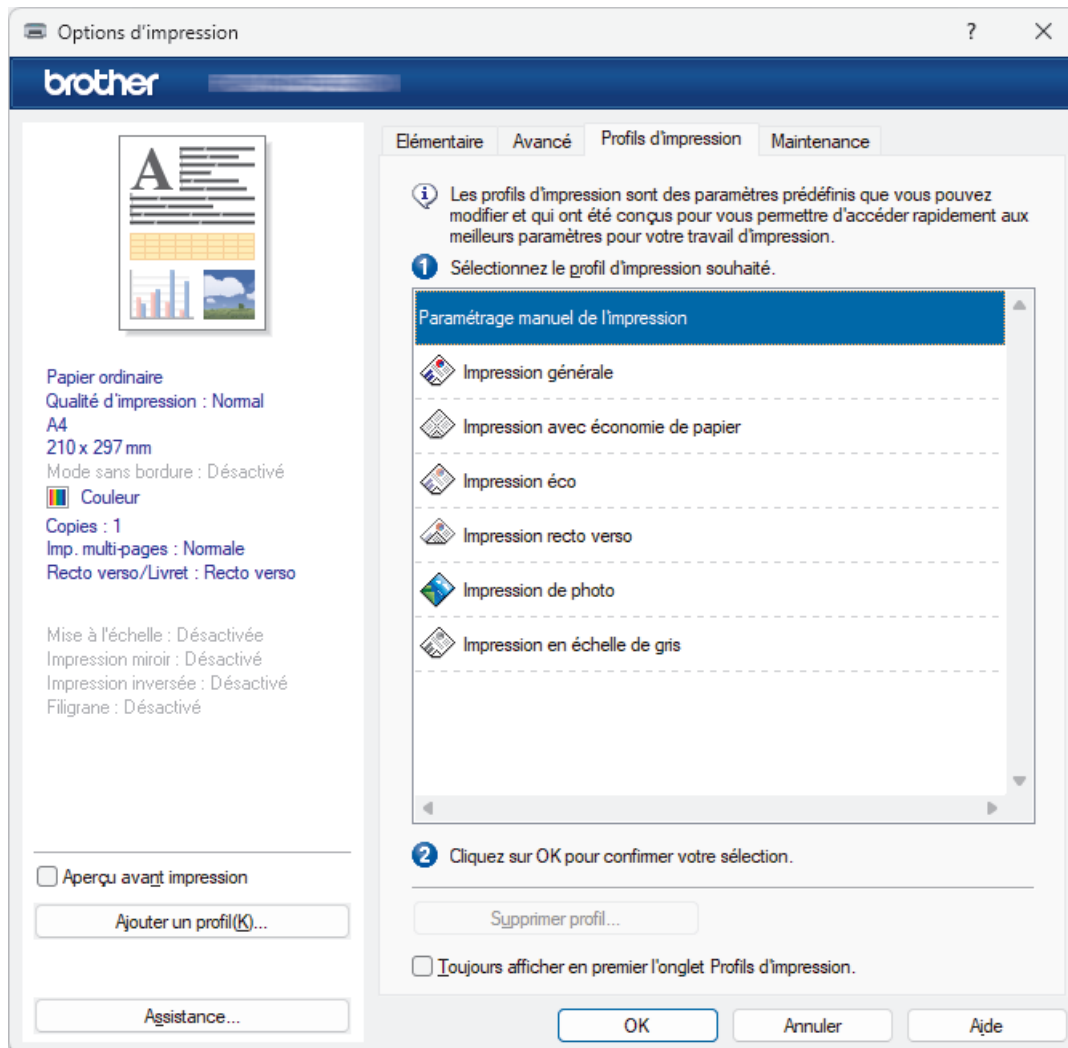 Options d'impression
brother
Elémentaire Avancé Profils d'impression Maintenance
A
Les profils d'impression sont des paramètres prédéfinis que vous pouvez
modifier et qui ont été conçus pour vous permettre d'accéder rapidement aux
meilleurs paramètres pour votre travail d'impression.
1 Sélectionnez le profil d'impression souhaité.
Paramétrage manuel de l'impression
Impression générale
Impression avec économie de papier
Impression éco
Impression recto verso
Impression de photo
Impression en échelle de gris
Papier ordinaire
Qualité d'impression : Normal
A4
210 x 297 mm
Mode sans bordure : Désactivé
Couleur
Copies : 1
Imp. multi-pages : Normale
Recto verso/Livret : Recto verso
Mise à l'échelle : Désactivée
Impression miroir : Désactivé
Impression inversée : Désactivé
Filigrane : Désactivé
2 Cliquez sur OK pour confirmer votre sélection.
Aperçu avant impression
Ajouter un profil(K)...
Supprimer profil...
Toujours afficher en premier l'onglet Profils d'impression.
Assistance...
OK Annuler Aide